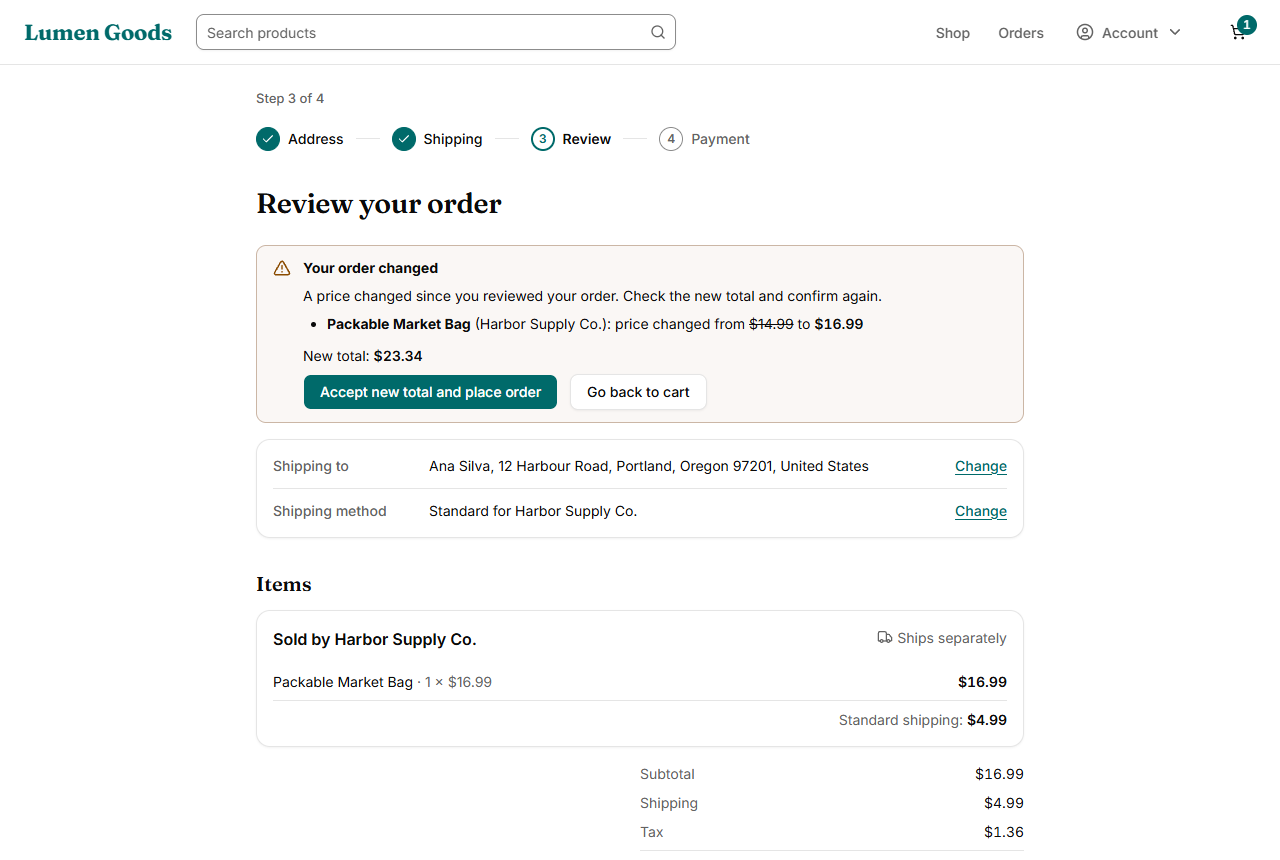 Lumen Goods
Search products
Shop
Orders
Account
1
Step 3 of 4
Address
Shipping
3
Review
4
Payment
Review your order
Your order changed
A price changed since you reviewed your order. Check the new total and confirm again.
• Packable Market Bag (Harbor Supply Co.): price changed from $14.99 to $16.99
New total: $23.34
Accept new total and place order
Go back to cart
Shipping to
Ana Silva, 12 Harbour Road, Portland, Oregon 97201, United States
Change
Shipping method
Standard for Harbor Supply Co.
Change
Items
Sold by Harbor Supply Co.
Ships separately
Packable Market Bag · 1 × $16.99
$16.99
Standard shipping: $4.99
Subtotal
$16.99
Shipping
$4.99
Tax
$1.36